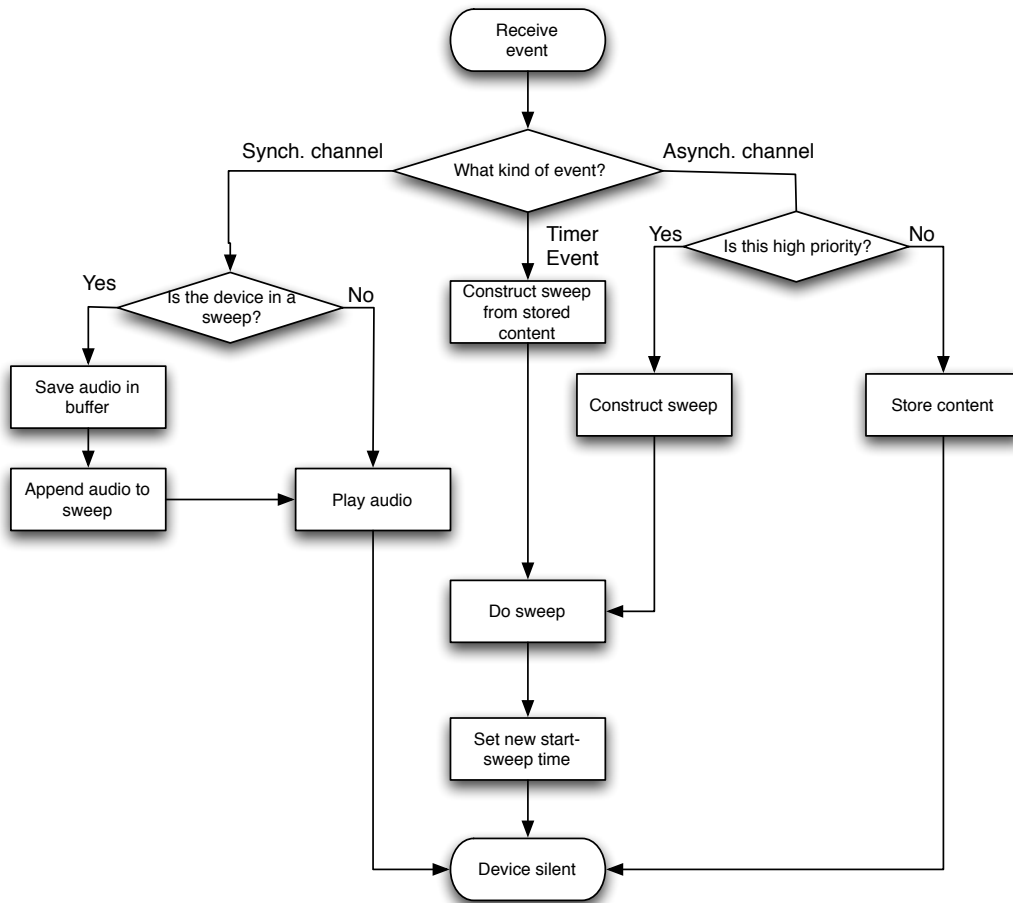 Receive
event
Synch. channel
What kind of event?
Asynch. channel
Timer
Event
Yes
Is this high priority?
No
Yes
Is the device in a
sweep?
No
Construct sweep
from stored
content
Save audio in
buffer
Construct sweep
Store content
Append audio to
sweep
Play audio
Do sweep
Set new start-
sweep time
Device silent